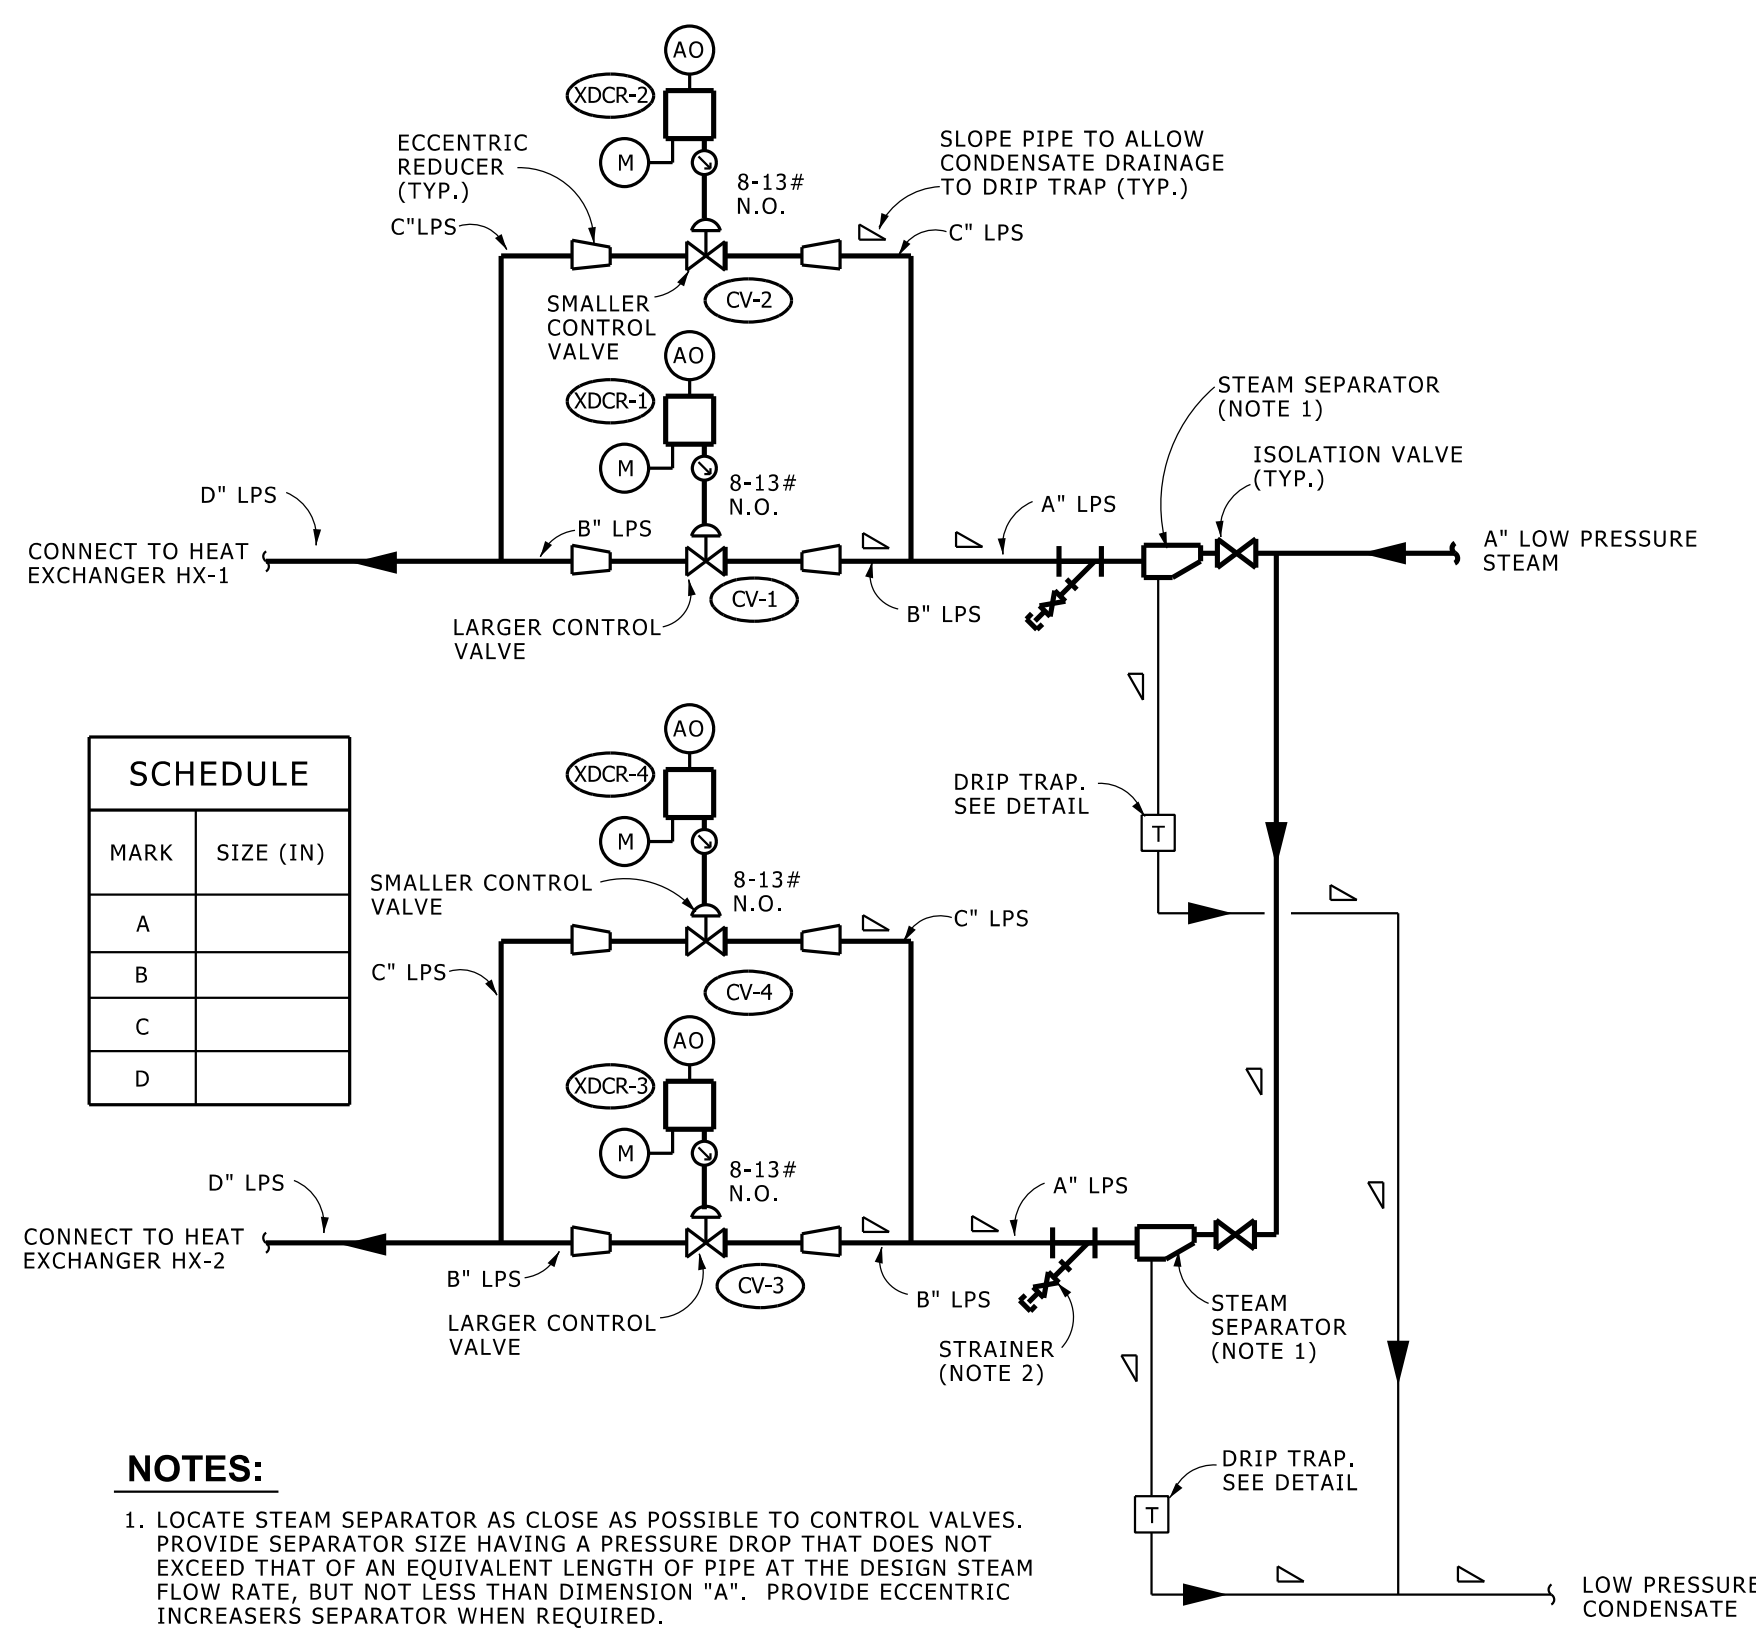 AO
XDCR-2
M
8-13#
N.O.
ECCENTRIC
REDUCER
(TYP.)
C"LPS
SLOPE PIPE TO ALLOW
CONDENSATE DRAINAGE
TO DRIP TRAP (TYP.)
C" LPS
SMALLER
CONTROL
VALVE
CV-2
AO
XDCR-1
M
8-13#
N.O.
STEAM SEPARATOR
(NOTE 1)
ISOLATION VALVE
(TYP.)
D" LPS
B" LPS
A" LPS
CONNECT TO HEAT
EXCHANGER HX-1
A" LOW PRESSURE
STEAM
CV-1
B" LPS
LARGER CONTROL
VALVE
SCHEDULE
MARK
SIZE (IN)
A
B
C
D
AO
XDCR-4
M
8-13#
N.O.
SMALLER CONTROL
VALVE
C" LPS
C" LPS
CV-4
DRIP TRAP.
SEE DETAIL
T
AO
XDCR-3
M
8-13#
N.O.
D" LPS
A" LPS
CONNECT TO HEAT
EXCHANGER HX-2
B" LPS
CV-3
B" LPS
LARGER CONTROL
VALVE
STRAINER
(NOTE 2)
STEAM
SEPARATOR
(NOTE 1)
DRIP TRAP.
SEE DETAIL
T
LOW PRESSURE
CONDENSATE
NOTES:
1. LOCATE STEAM SEPARATOR AS CLOSE AS POSSIBLE TO CONTROL VALVES.
PROVIDE SEPARATOR SIZE HAVING A PRESSURE DROP THAT DOES NOT
EXCEED THAT OF AN EQUIVALENT LENGTH OF PIPE AT THE DESIGN STEAM
FLOW RATE, BUT NOT LESS THAN DIMENSION "A". PROVIDE ECCENTRIC
INCREASERS SEPARATOR WHEN REQUIRED.